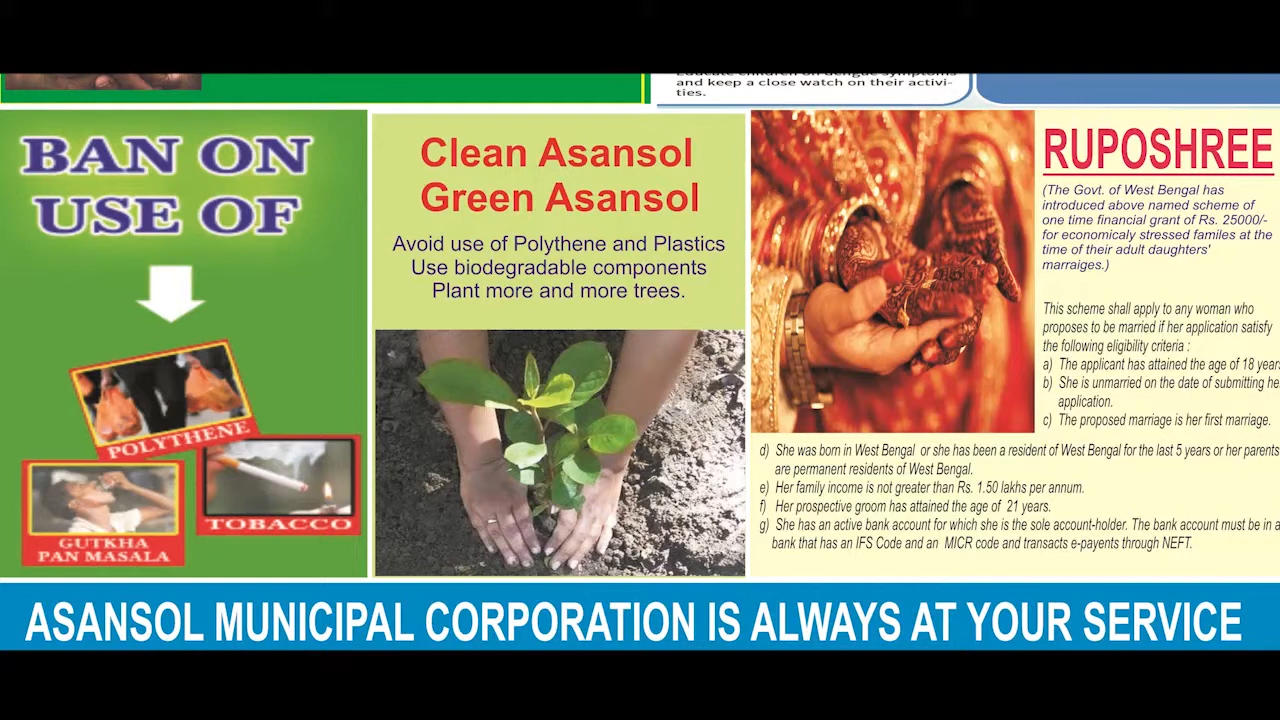 Educate children on dengue symptoms
and keep a close watch on their activi-
ties.
BAN ON
USE OF
POLYTHENE
TOBACCO
GUTKHA
PAN MASALA
Clean Asansol
Green Asansol
Avoid use of Polythene and Plastics
Use biodegradable components
Plant more and more trees.
RUPOSHREE
(The Govt. of West Bengal has
introduced above named scheme of
one time financial grant of Rs. 25000/-
for economicaly stressed familes at the
time of their adult daughters'
marraiges.)
This scheme shall apply to any woman who
proposes to be married if her application satisfy
the following eligibility criteria :
a) The applicant has attained the age of 18 years
b) She is unmarried on the date of submitting he
application.
c) The proposed marriage is her first marriage.
d) She was born in West Bengal or she has been a resident of West Bengal for the last 5 years or her parents
are permanent residents of West Bengal.
e) Her family income is not greater than Rs. 1.50 lakhs per annum.
f) Her prospective groom has attained the age of 21 years.
g) She has an active bank account for which she is the sole account-holder. The bank account must be in a
bank that has an IFS Code and an MICR code and transacts e-payents through NEFT.
ASANSOL MUNICIPAL CORPORATION IS ALWAYS AT YOUR SERVICE